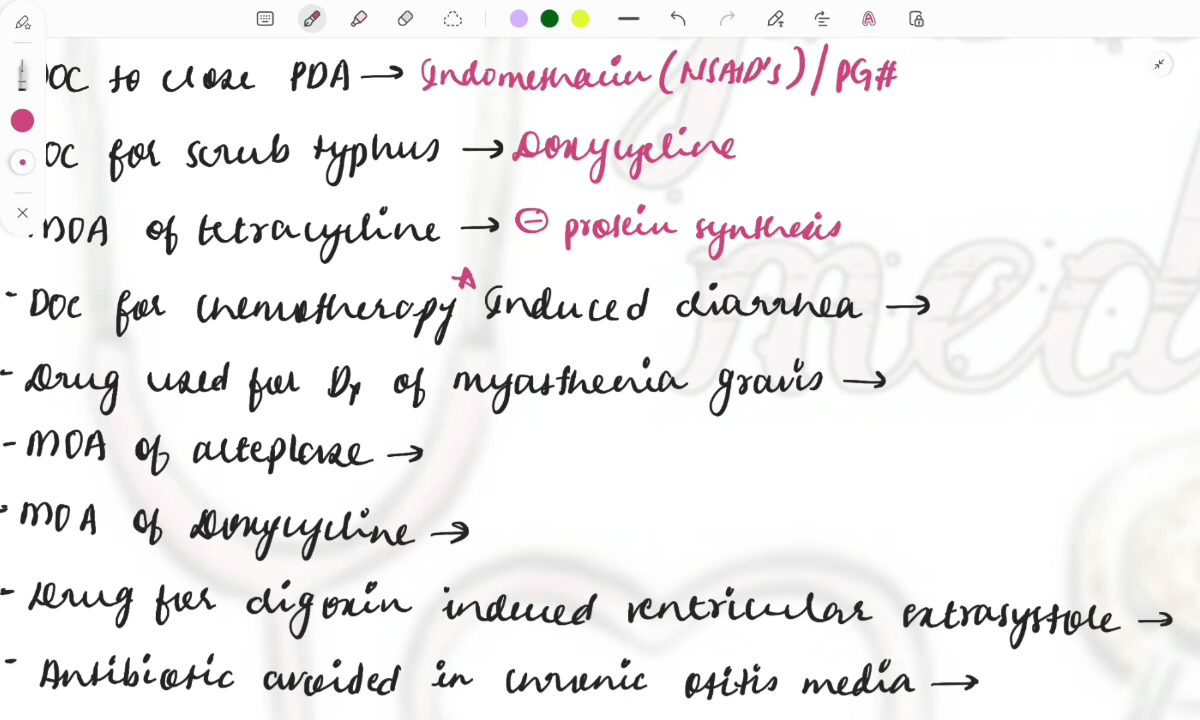 DOC to close PDA → Indomethacin (NSAID's) / PG#
DOC for scrub typhus → Doxycycline
MOA of tetracycline → ⊖ protein synthesis
- DOC for chemotherapy Induced diarrhea →
- Drug used for Dx of myasthenia gravis →
- MOA of alteplase →
- MOA of Doxycycline →
- Drug for digoxin induced ventricular extrasystole →
- Antibiotic avoided in chronic otitis media →
med